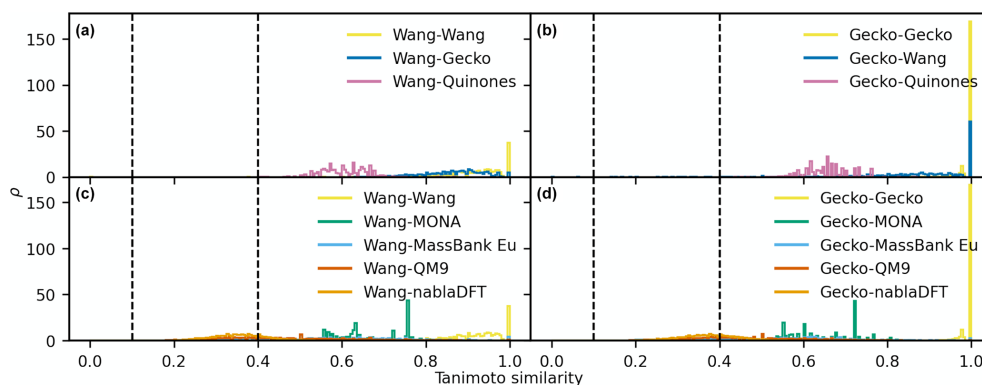 (a)
Wang-Wang
Wang-Gecko
Wang-Quinones
150
100
50
0
(b)
Gecko-Gecko
Gecko-Wang
Gecko-Quinones
ρ
(c)
Wang-Wang
Wang-MONA
Wang-MassBank Eu
Wang-QM9
Wang-nablaDFT
150
100
50
0
0.0 0.2 0.4 0.6 0.8 1.0
(d)
Gecko-Gecko
Gecko-MONA
Gecko-MassBank Eu
Gecko-QM9
Gecko-nablaDFT
0.0 0.2 0.4 0.6 0.8 1.0
Tanimoto similarity